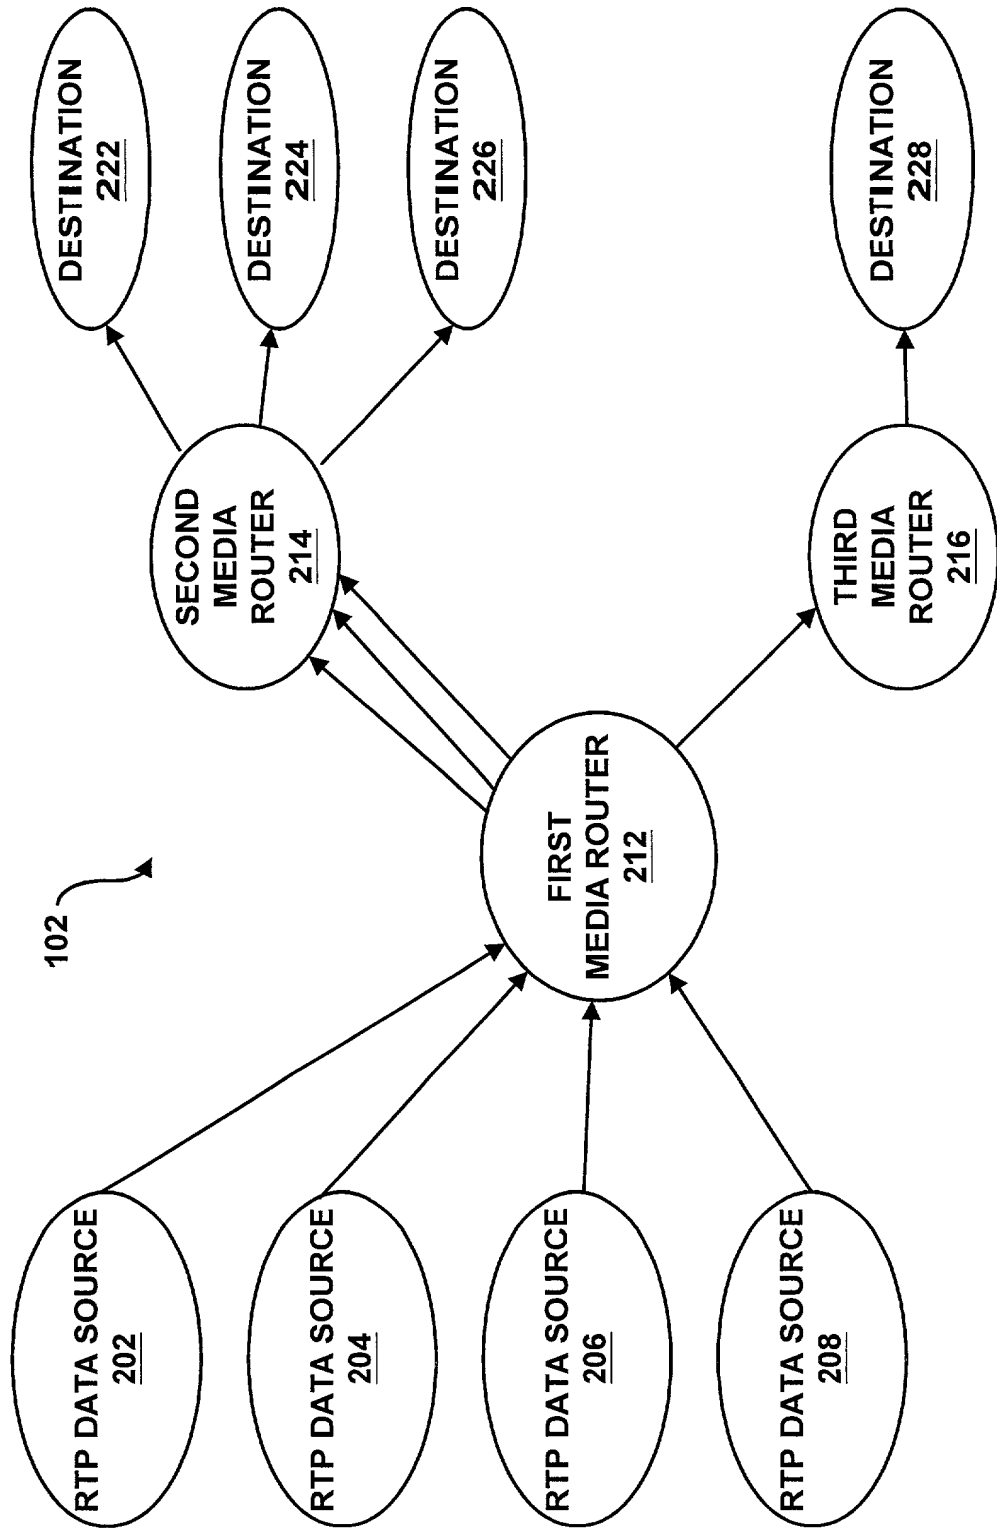 102
RTP DATA SOURCE
202
RTP DATA SOURCE
204
RTP DATA SOURCE
206
RTP DATA SOURCE
208
FIRST
MEDIA ROUTER
212
SECOND
MEDIA
ROUTER
214
THIRD
MEDIA
ROUTER
216
DESTINATION
222
DESTINATION
224
DESTINATION
226
DESTINATION
228